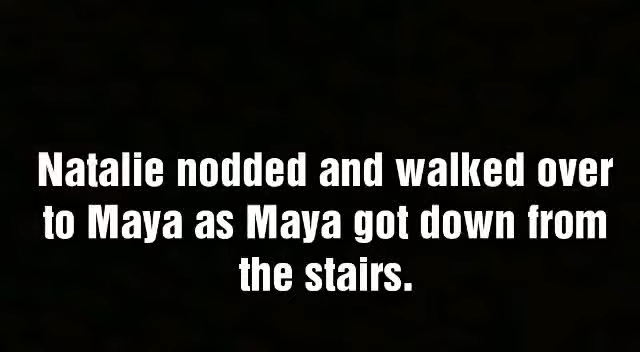 Natalie nodded and walked over
to Maya as Maya got down from
the stairs.